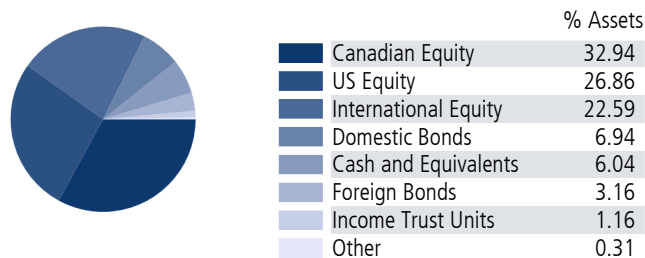 % Assets
Canadian Equity 32.94
US Equity 26.86
International Equity 22.59
Domestic Bonds 6.94
Cash and Equivalents 6.04
Foreign Bonds 3.16
Income Trust Units 1.16
Other 0.31